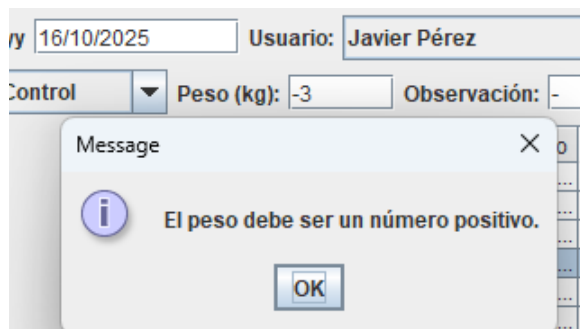 yy 16/10/2025 Usuario: Javier Pérez
Control Peso (kg): -3 Observación: -
Message
o
...
...
...
...
...
...
El peso debe ser un número positivo.
OK